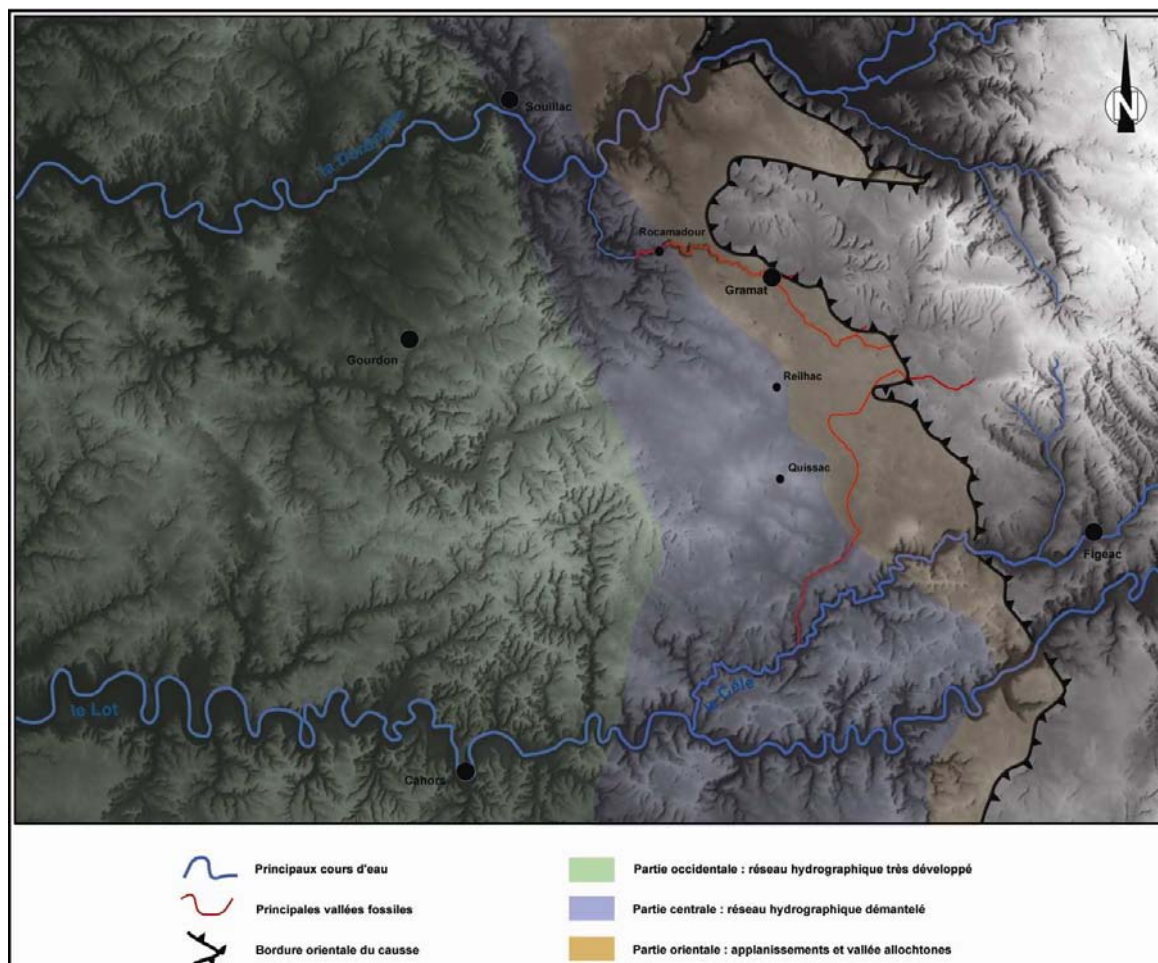 N
Souillac
la Dordogne
Rocamadour
Gramat
Gourdon
Reilhac
Quissac
Figeac
le Célé
le Lot
Cahors
Principaux cours d'eau
Principales vallées fossiles
Bordure orientale du causse
Partie occidentale : réseau hydrographique très développé
Partie centrale : réseau hydrographique démantelé
Partie orientale : applanissements et vallée allochtones